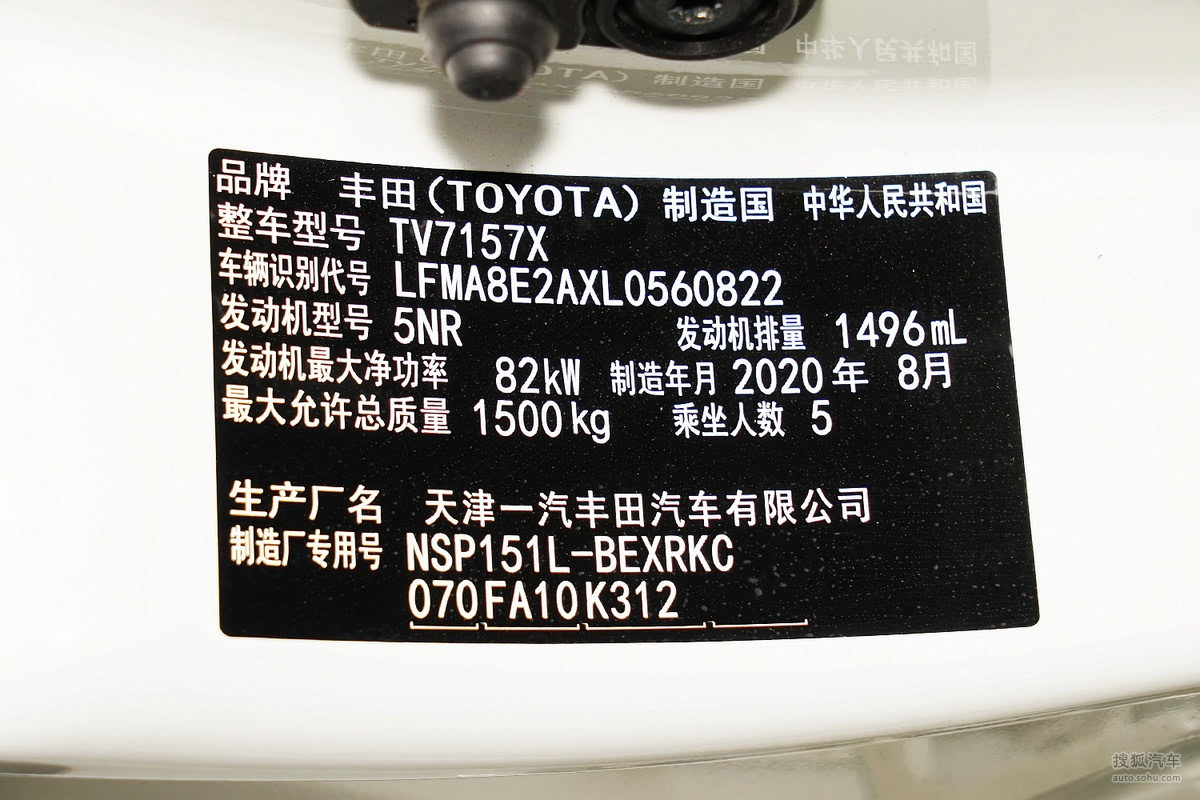 品牌 丰田(TOYOTA) 制造国 中华人民共和国
整车型号 TV7157X
车辆识别代号 LFMA8E2AXL0560822
发动机型号 5NR 发动机排量 1496mL
发动机最大净功率 82kW 制造年月 2020年 8月
最大允许总质量 1500kg 乘坐人数 5
生产厂名 天津一汽丰田汽车有限公司
制造厂专用号 NSP151L-BEXRKC
070FA10K312
搜狐汽车
auto.sohu.com